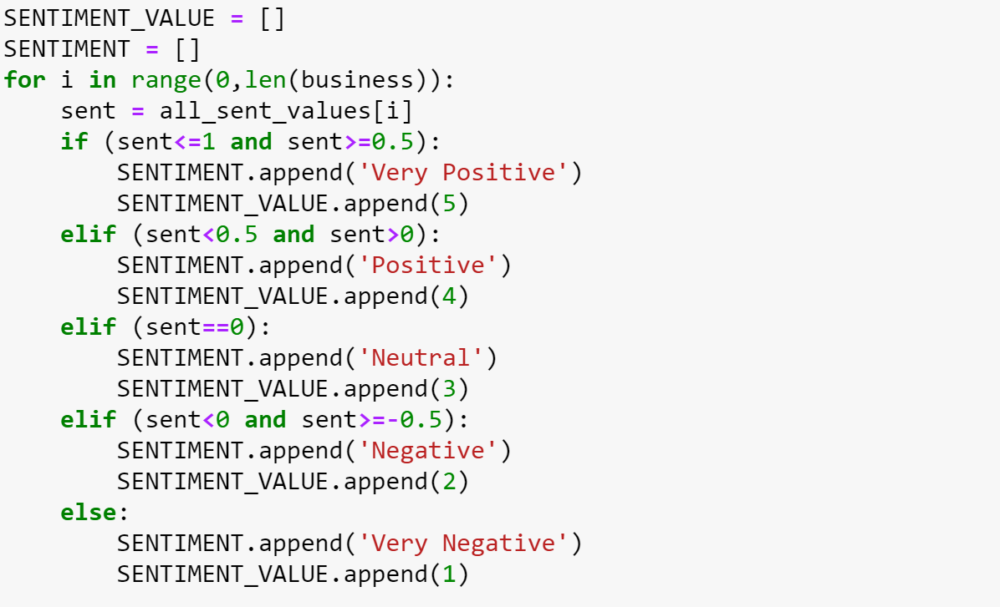 SENTIMENT_VALUE = []
SENTIMENT = []
for i in range(0,len(business)):
    sent = all_sent_values[i]
    if (sent<=1 and sent>=0.5):
        SENTIMENT.append('Very Positive')
        SENTIMENT_VALUE.append(5)
    elif (sent<0.5 and sent>0):
        SENTIMENT.append('Positive')
        SENTIMENT_VALUE.append(4)
    elif (sent==0):
        SENTIMENT.append('Neutral')
        SENTIMENT_VALUE.append(3)
    elif (sent<0 and sent>=-0.5):
        SENTIMENT.append('Negative')
        SENTIMENT_VALUE.append(2)
    else:
        SENTIMENT.append('Very Negative')
        SENTIMENT_VALUE.append(1)